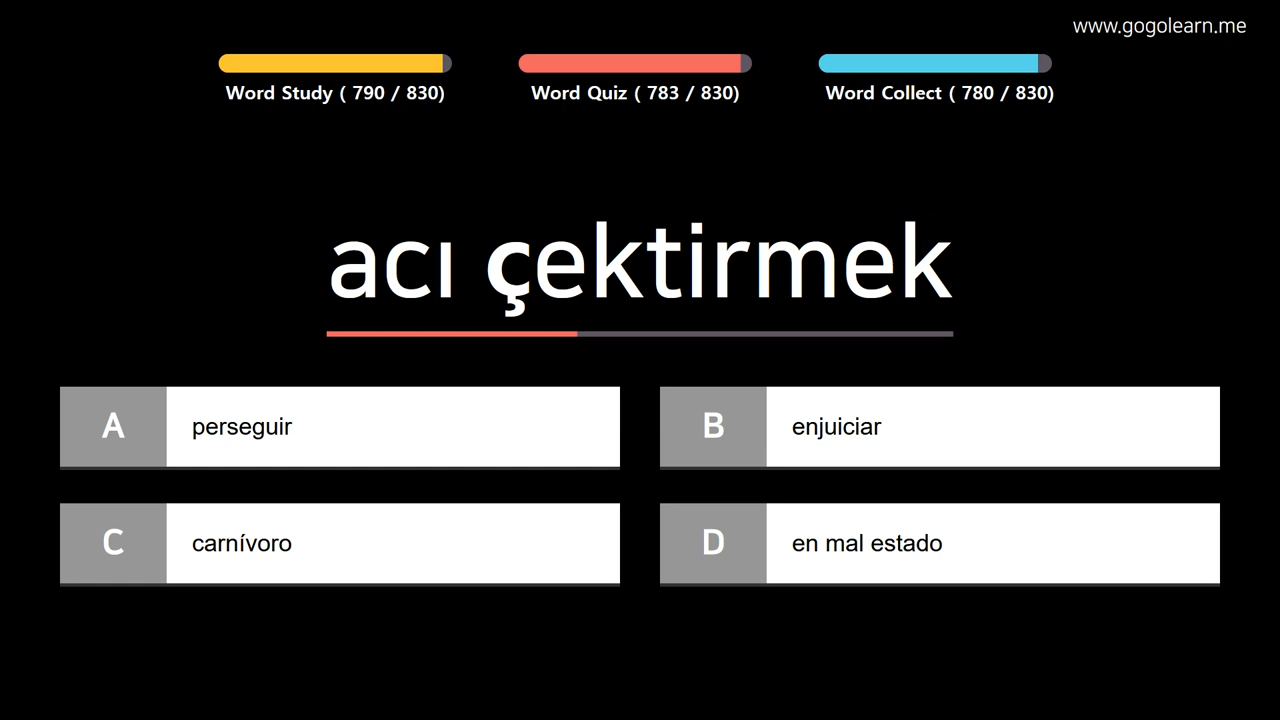 www.gogolearn.me
Word Study ( 790 / 830)
Word Quiz ( 783 / 830)
Word Collect ( 780 / 830)
acı çektirmek
A perseguir
B enjuiciar
C carnívoro
D en mal estado